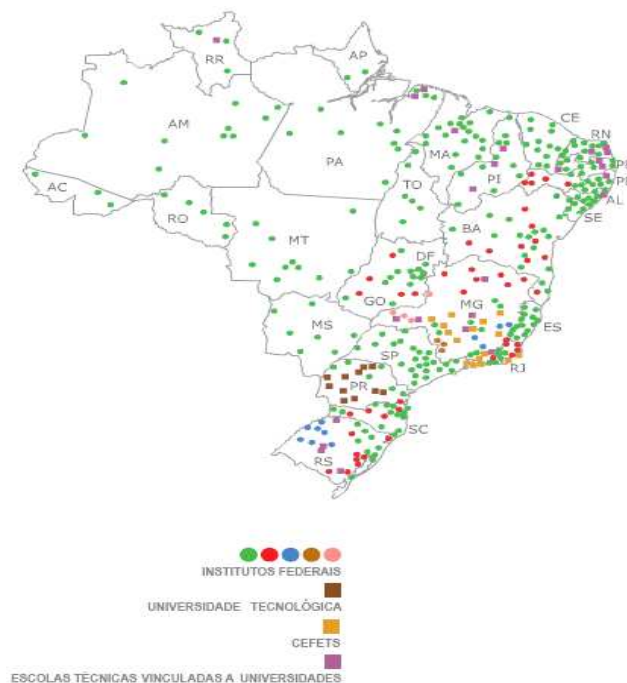 RR
AP
AM
PA
MA
CE
RN
PI
AC
TO
AL
SE
RO
MT
BA
DF
GO
MG
MS
ES
SP
RJ
PR
SC
RS
INSTITUTOS FEDERAIS
UNIVERSIDADE TECNOLÓGICA
CEFETS
ESCOLAS TÉCNICAS VINCULADAS A UNIVERSIDADES